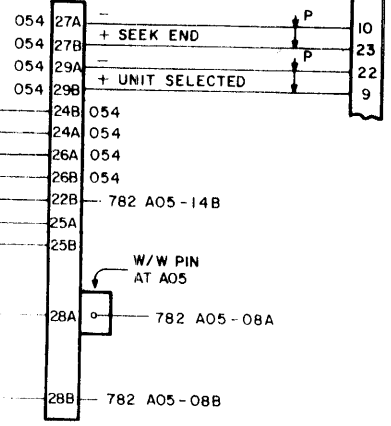 054 27A − P 10
054 27B + SEEK END 23
054 29A − P 22
054 29B + UNIT SELECTED 9
24B 054
24A 054
26A 054
26B 054
22B 782 A05-14B
25A
25B
W/W PIN
AT A05
28A 782 A05-08A
28B 782 A05-08B